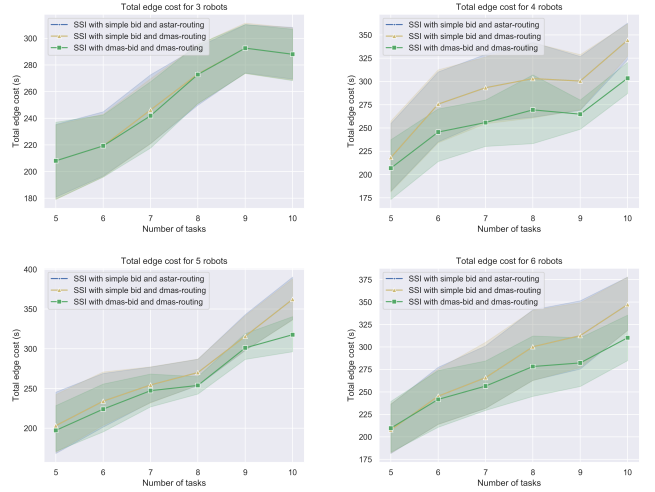 Total edge cost for 3 robots
SSI with simple bid and astar-routing
SSI with simple bid and dmas-routing
SSI with dmas-bid and dmas-routing
Total edge cost (s)
300
280
260
240
220
200
180
5 6 7 8 9 10
Number of tasks
Total edge cost for 4 robots
SSI with simple bid and astar-routing
SSI with simple bid and dmas-routing
SSI with dmas-bid and dmas-routing
Total edge cost (s)
350
325
300
275
250
225
200
175
5 6 7 8 9 10
Number of tasks
Total edge cost for 5 robots
SSI with simple bid and astar-routing
SSI with simple bid and dmas-routing
SSI with dmas-bid and dmas-routing
Total edge cost (s)
400
350
300
250
200
5 6 7 8 9 10
Number of tasks
Total edge cost for 6 robots
SSI with simple bid and astar-routing
SSI with simple bid and dmas-routing
SSI with dmas-bid and dmas-routing
Total edge cost (s)
375
350
325
300
275
250
225
200
175
5 6 7 8 9 10
Number of tasks